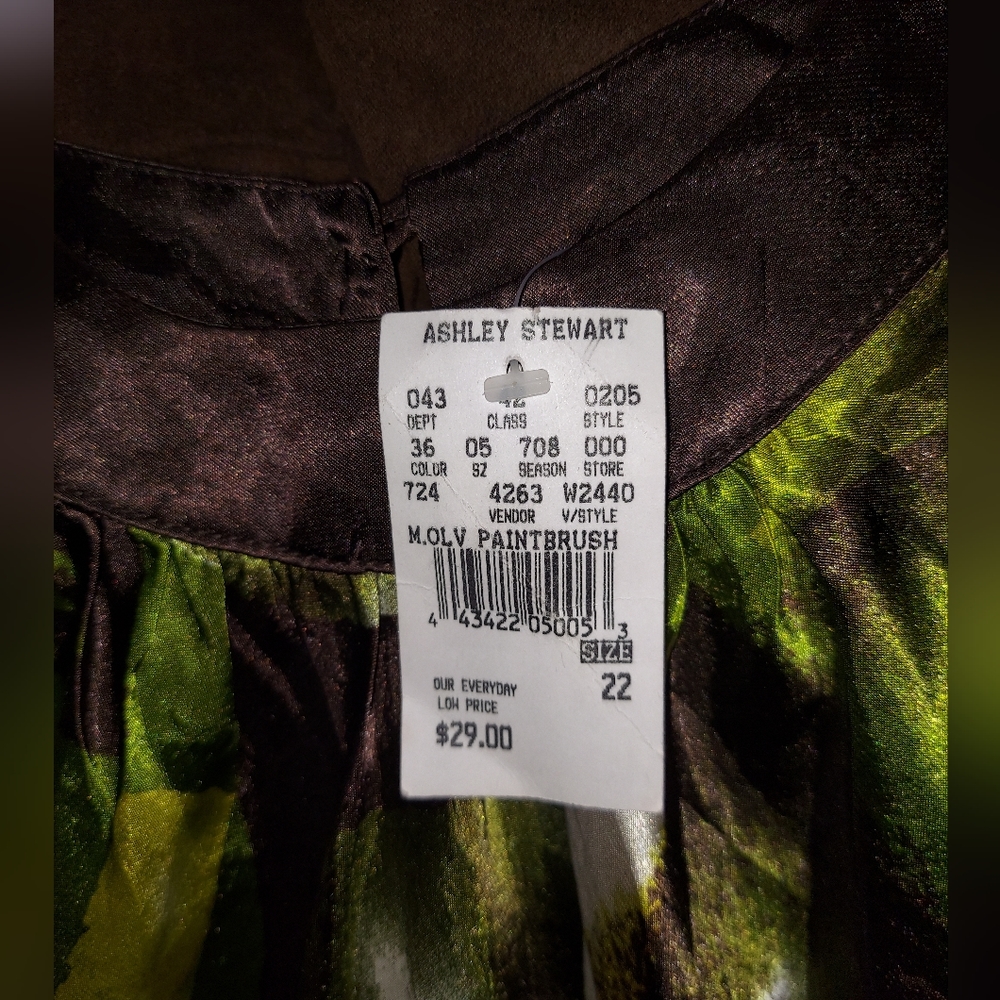 ASHLEY STEWART
043 42 0205
DEPT CLASS STYLE
36 05 708 000
COLOR SZ SEASON STORE
724 4263 W2440
VENDOR V/STYLE
M.OLV PAINTBRUSH
4 43422 05005 3
SIZE
22
OUR EVERYDAY
LOW PRICE
$29.00